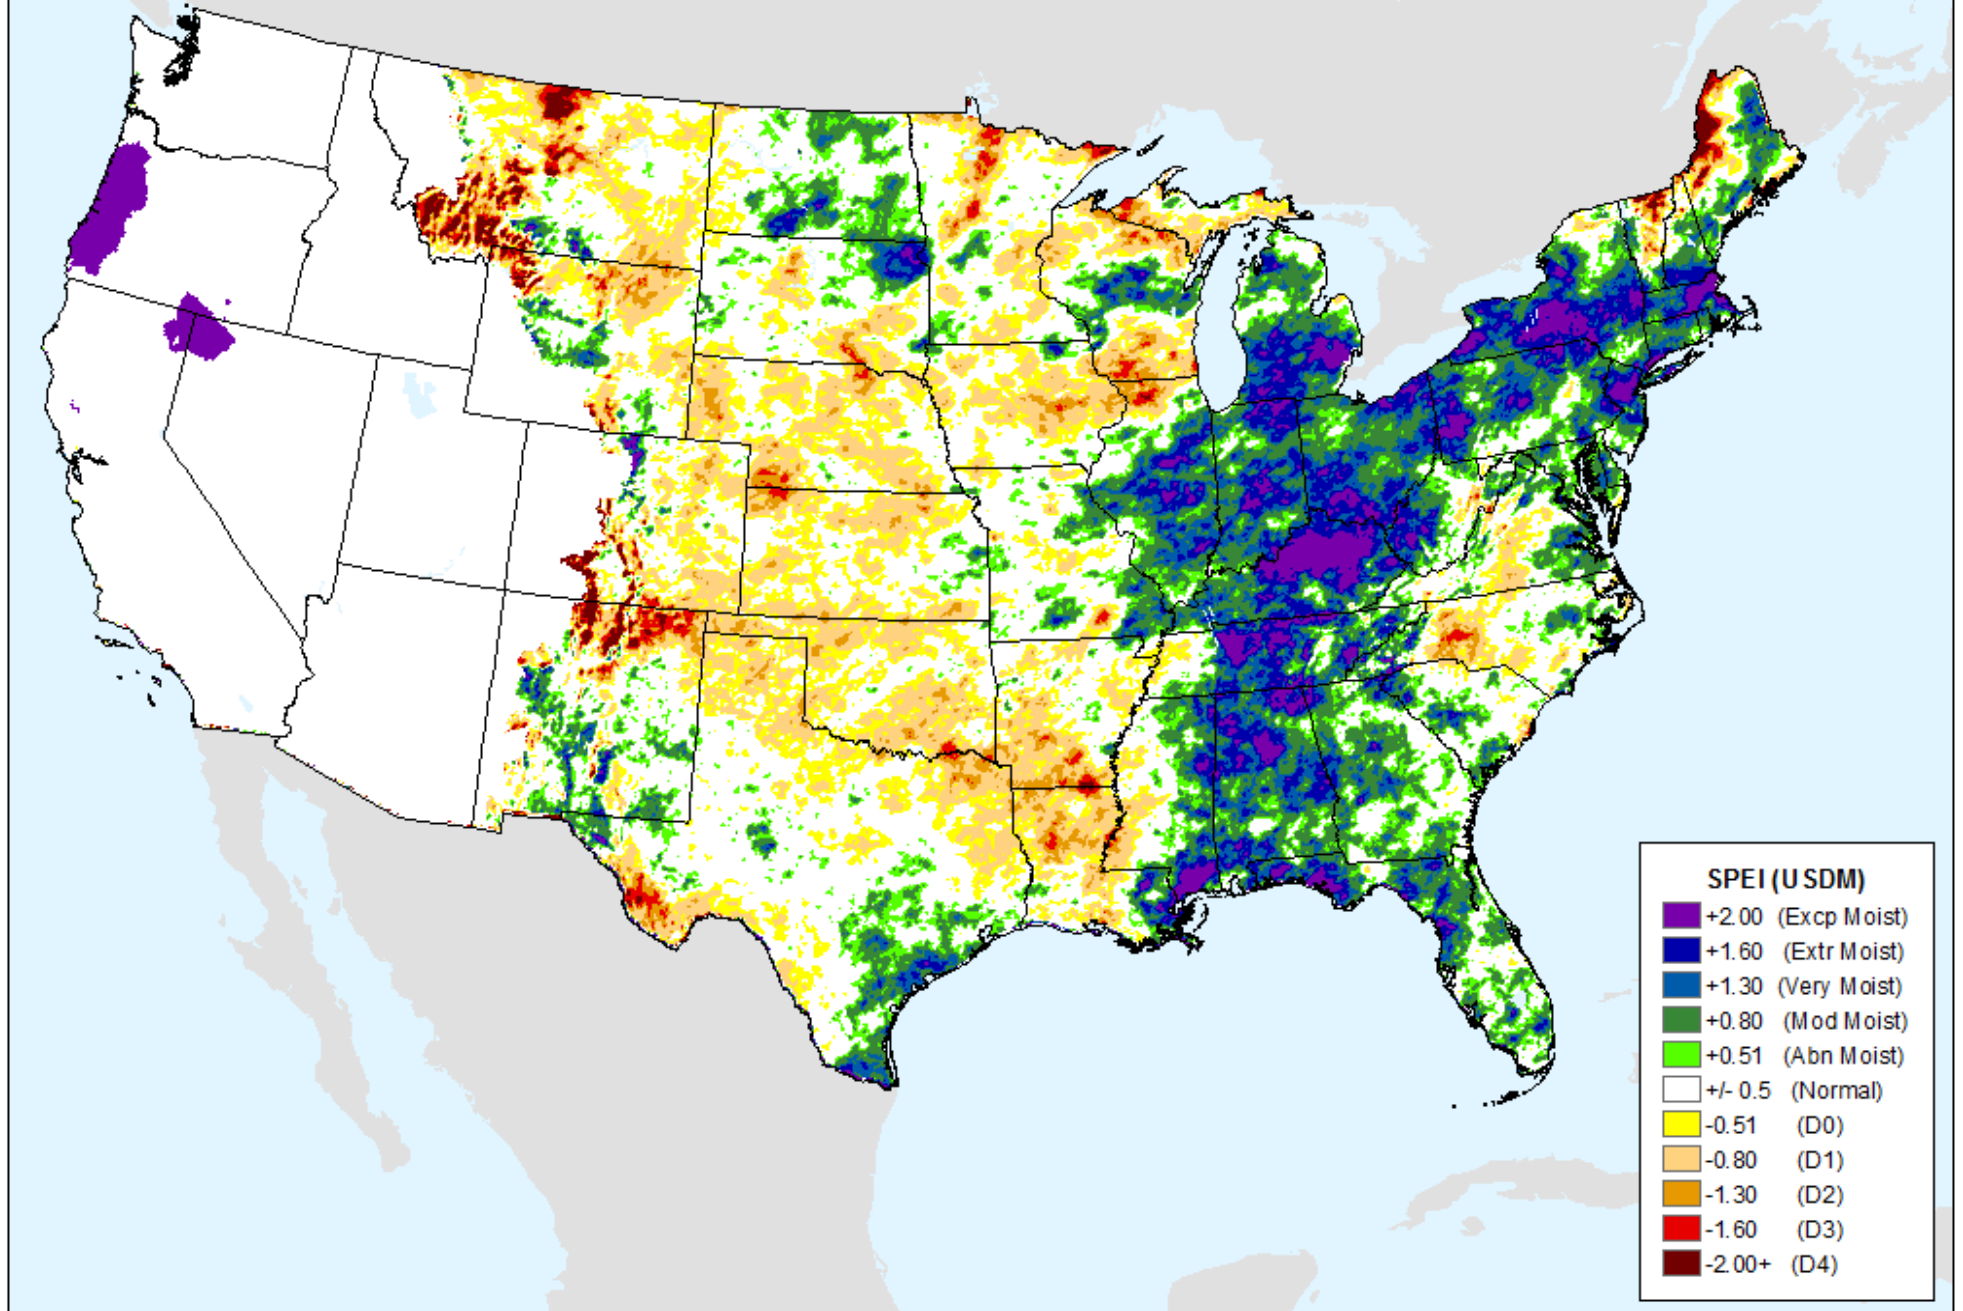 SPEI (USDM)
+2.00 (Excp Moist)
+1.60 (Extr Moist)
+1.30 (Very Moist)
+0.80 (Mod Moist)
+0.51 (Abn Moist)
+/- 0.5 (Normal)
-0.51 (D0)
-0.80 (D1)
-1.30 (D2)
-1.60 (D3)
-2.00+ (D4)